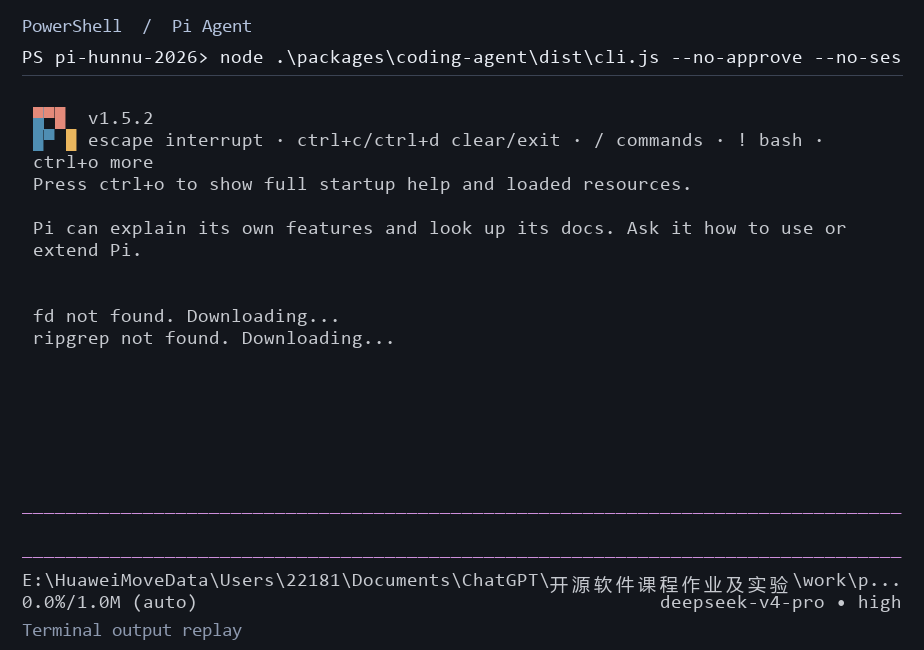 PowerShell / Pi Agent
PS pi-hunnu-2026> node .\packages\coding-agent\dist\cli.js --no-approve --no-ses
v1.5.2
escape interrupt · ctrl+c/ctrl+d clear/exit · / commands · ! bash ·
ctrl+o more
Press ctrl+o to show full startup help and loaded resources.
Pi can explain its own features and look up its docs. Ask it how to use or
extend Pi.
fd not found. Downloading...
ripgrep not found. Downloading...
E:\HuaweiMoveData\Users\22181\Documents\ChatGPT\开源软件课程作业及实验\work\p...
0.0%/1.0M (auto) deepseek-v4-pro • high
Terminal output replay